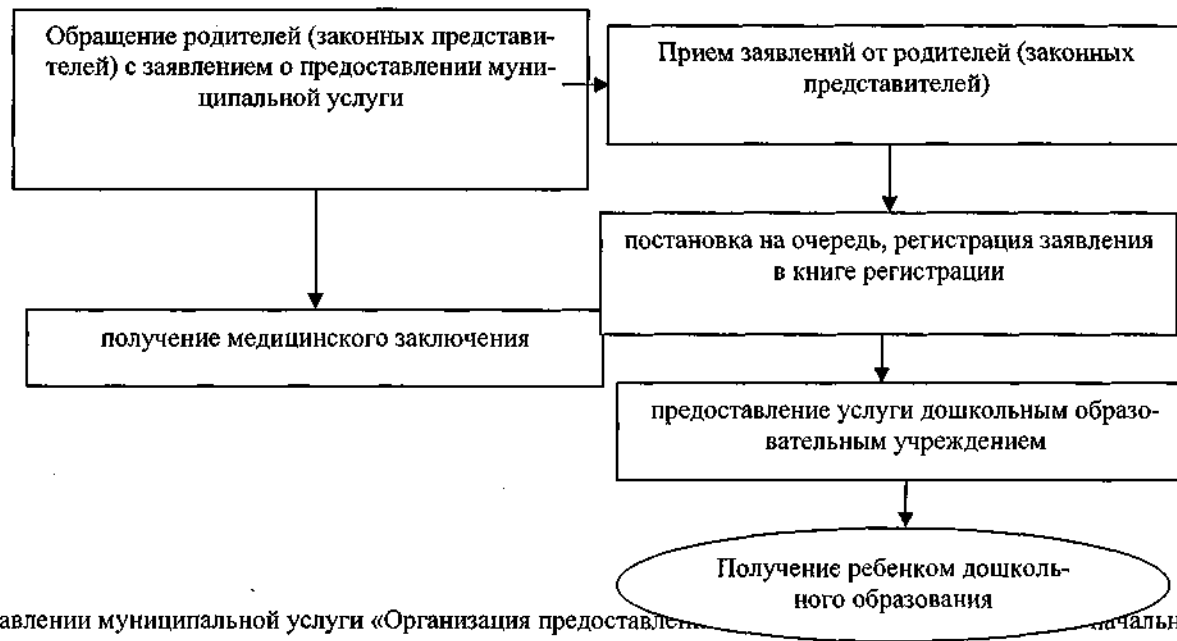 Обращение родителей (законных представи-
телей) с заявлением о предоставлении муни-
ципальной услуги
Прием заявлений от родителей (законных
представителей)
постановка на очередь, регистрация заявления
в книге регистрации
получение медицинского заключения
предоставление услуги дошкольным образо-
вательным учреждением
Получение ребенком дошколь-
ного образования
муниципальной услуги «Организация